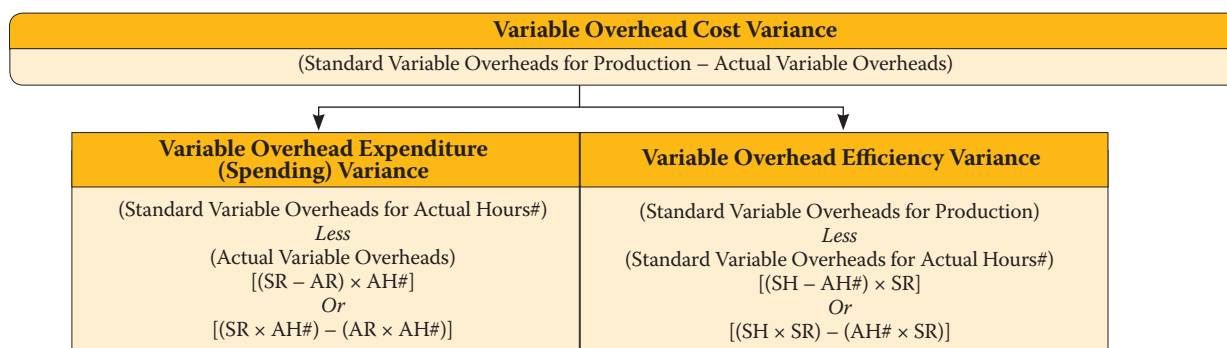 Variable Overhead Cost Variance
(Standard Variable Overheads for Production – Actual Variable Overheads)
Variable Overhead Expenditure
(Spending) Variance
(Standard Variable Overheads for Actual Hours#)
Less
(Actual Variable Overheads)
[(SR – AR) × AH#]
Or
[(SR × AH#) – (AR × AH#)]
Variable Overhead Efficiency Variance
(Standard Variable Overheads for Production)
Less
(Standard Variable Overheads for Actual Hours#)
[(SH – AH#) × SR]
Or
[(SH × SR) – (AH# × SR)]